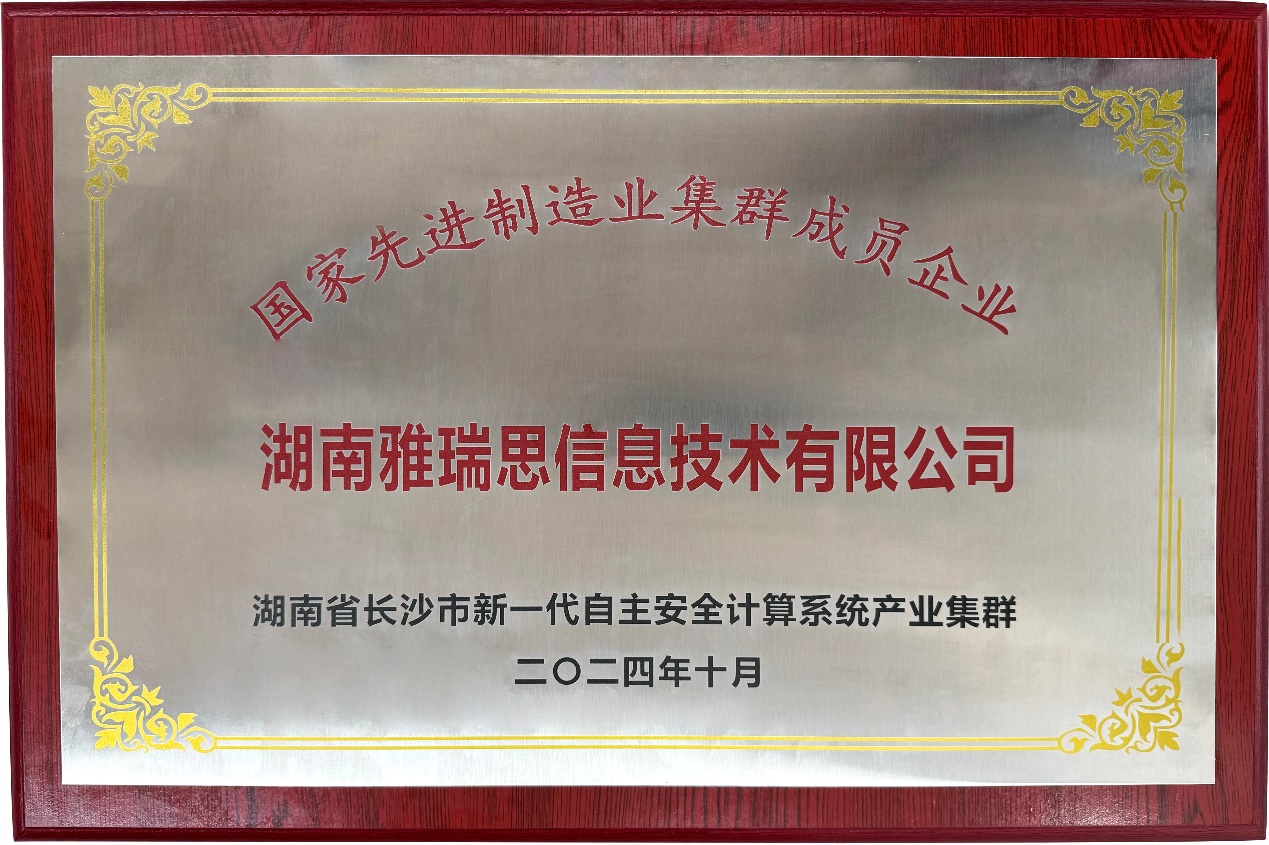 国家先进制造业集群成员企业
湖南雅瑞思信息技术有限公司
湖南省长沙市新一代自主安全计算系统产业集群
二〇二四年十月